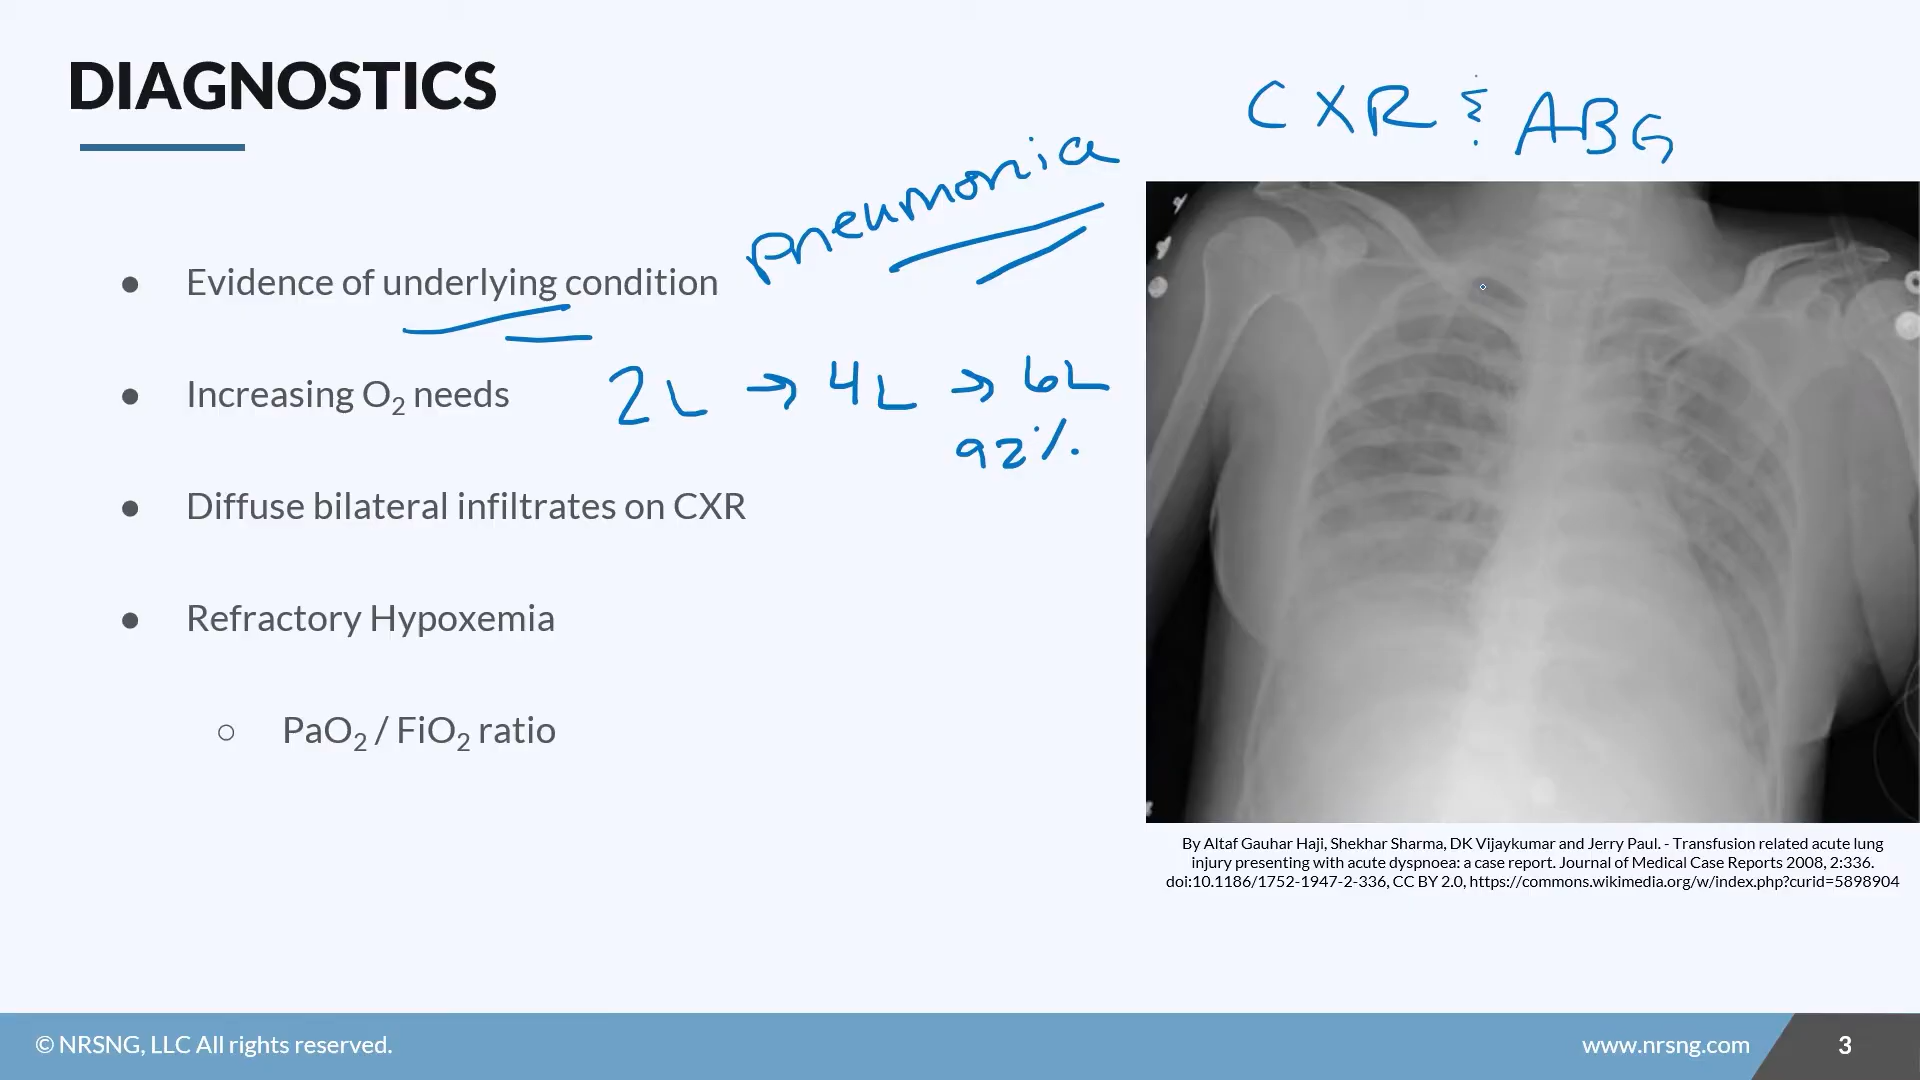 DIAGNOSTICS
CXR & ABG
pneumonia
● Evidence of underlying condition
● Increasing O₂ needs
2L → 4L → 6L
92%
● Diffuse bilateral infiltrates on CXR
● Refractory Hypoxemia
○ PaO₂ / FiO₂ ratio
By Altaf Gauhar Haji, Shekhar Sharma, DK Vijaykumar and Jerry Paul. - Transfusion related acute lung
injury presenting with acute dyspnoea: a case report. Journal of Medical Case Reports 2008, 2:336.
doi:10.1186/1752-1947-2-336, CC BY 2.0, https://commons.wikimedia.org/w/index.php?curid=5898904
© NRSNG, LLC All rights reserved.
www.nrsng.com
3